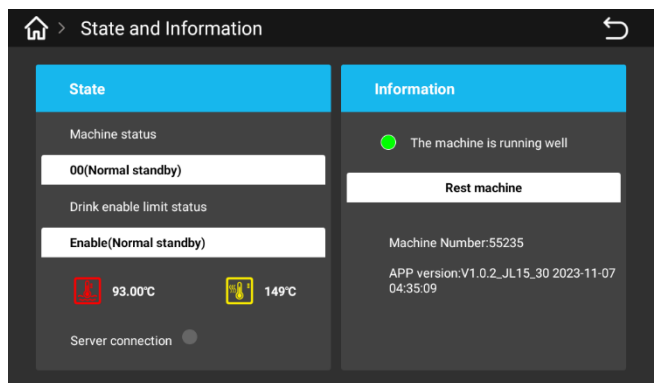 > State and Information
State
Machine status
00(Normal standby)
Drink enable limit status
Enable(Normal standby)
93.00℃
149℃
Server connection
Information
The machine is running well
Rest machine
Machine Number:55235
APP version:V1.0.2_JL15_30 2023-11-07
04:35:09